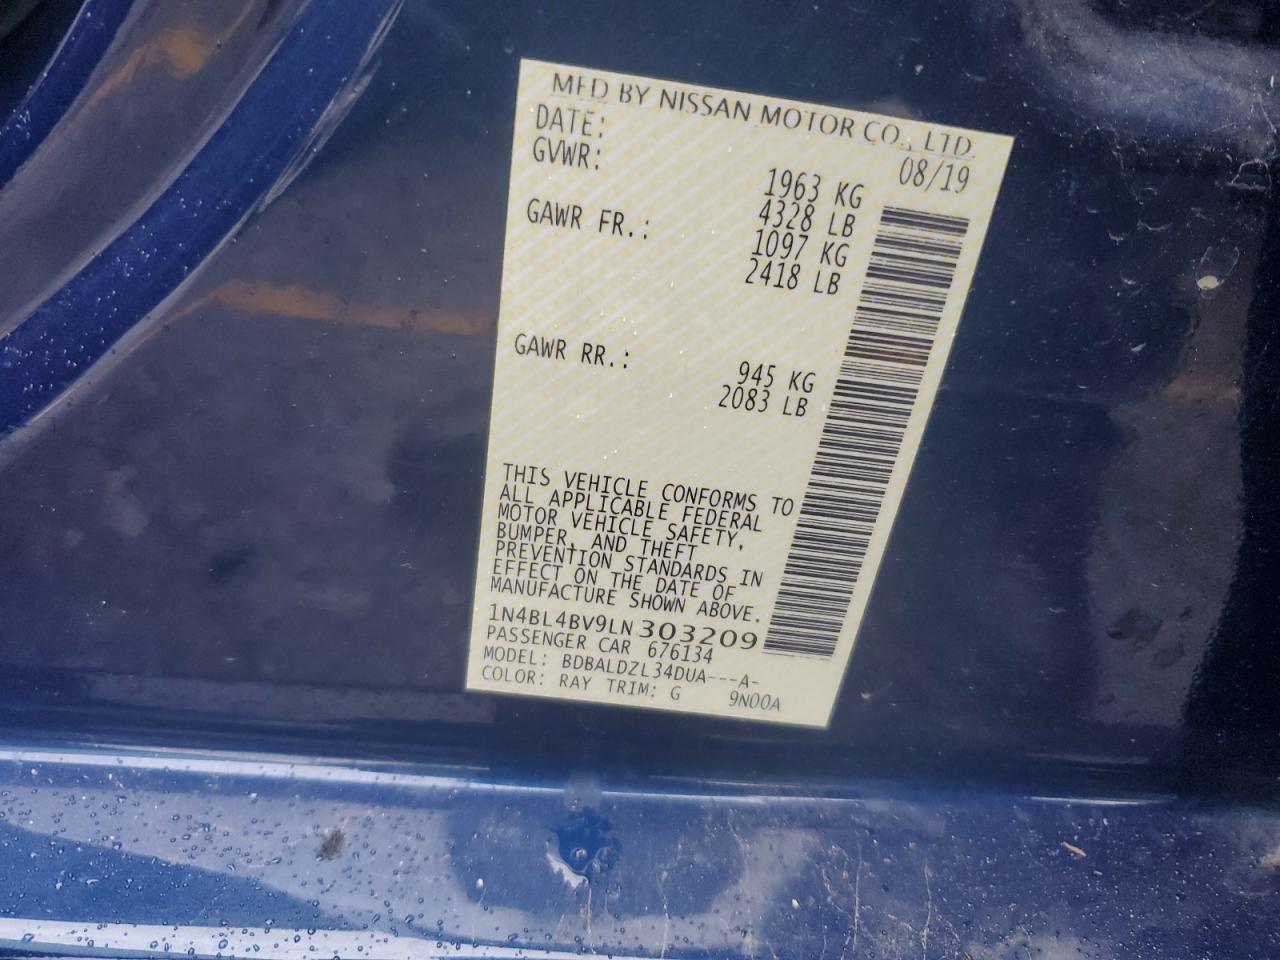 MFD BY NISSAN MOTOR CO., LTD.
DATE: 08/19
GVWR: 1963 KG
4328 LB
GAWR FR.: 1097 KG
2418 LB
GAWR RR.: 945 KG
2083 LB
THIS VEHICLE CONFORMS TO
ALL APPLICABLE FEDERAL
MOTOR VEHICLE SAFETY,
BUMPER, AND THEFT
PREVENTION STANDARDS IN
EFFECT ON THE DATE OF
MANUFACTURE SHOWN ABOVE.
1N4BL4BV9LN303209
PASSENGER CAR 676134
MODEL: BDBALDZL34DUA---A-
COLOR: RAY TRIM: G 9N00A